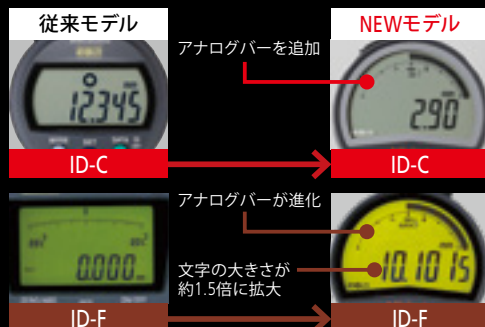 従来モデル
NEWモデル
アナログバーを追加
12.345
2.90
ID-C
ID-C
アナログバーが進化
0.000
文字の大きさが
約1.5倍に拡大
10.1015
ID-F
ID-F